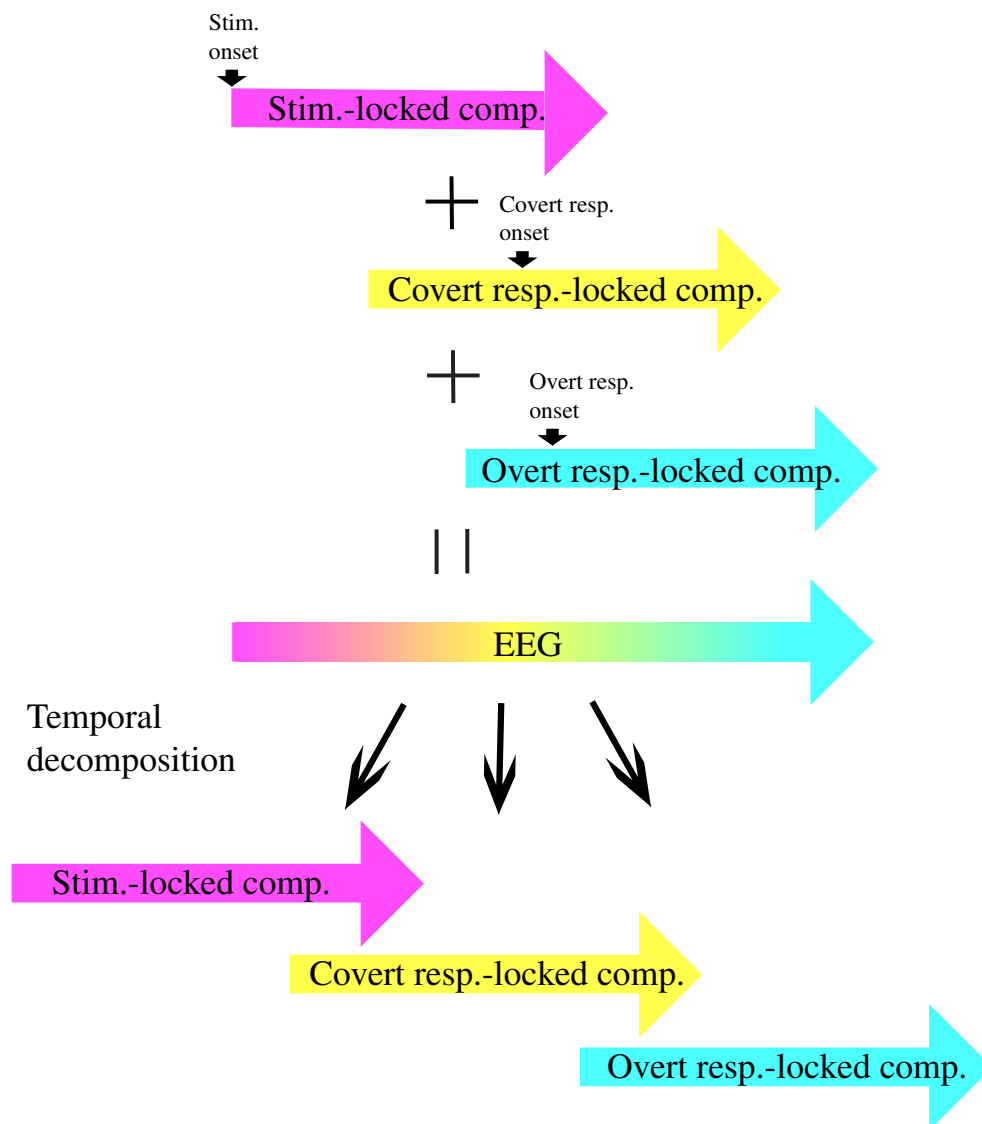 Stim.
onset
Stim.-locked comp.
Covert resp.
onset
Covert resp.-locked comp.
Overt resp.
onset
Overt resp.-locked comp.
EEG
Temporal
decomposition
Stim.-locked comp.
Covert resp.-locked comp.
Overt resp.-locked comp.